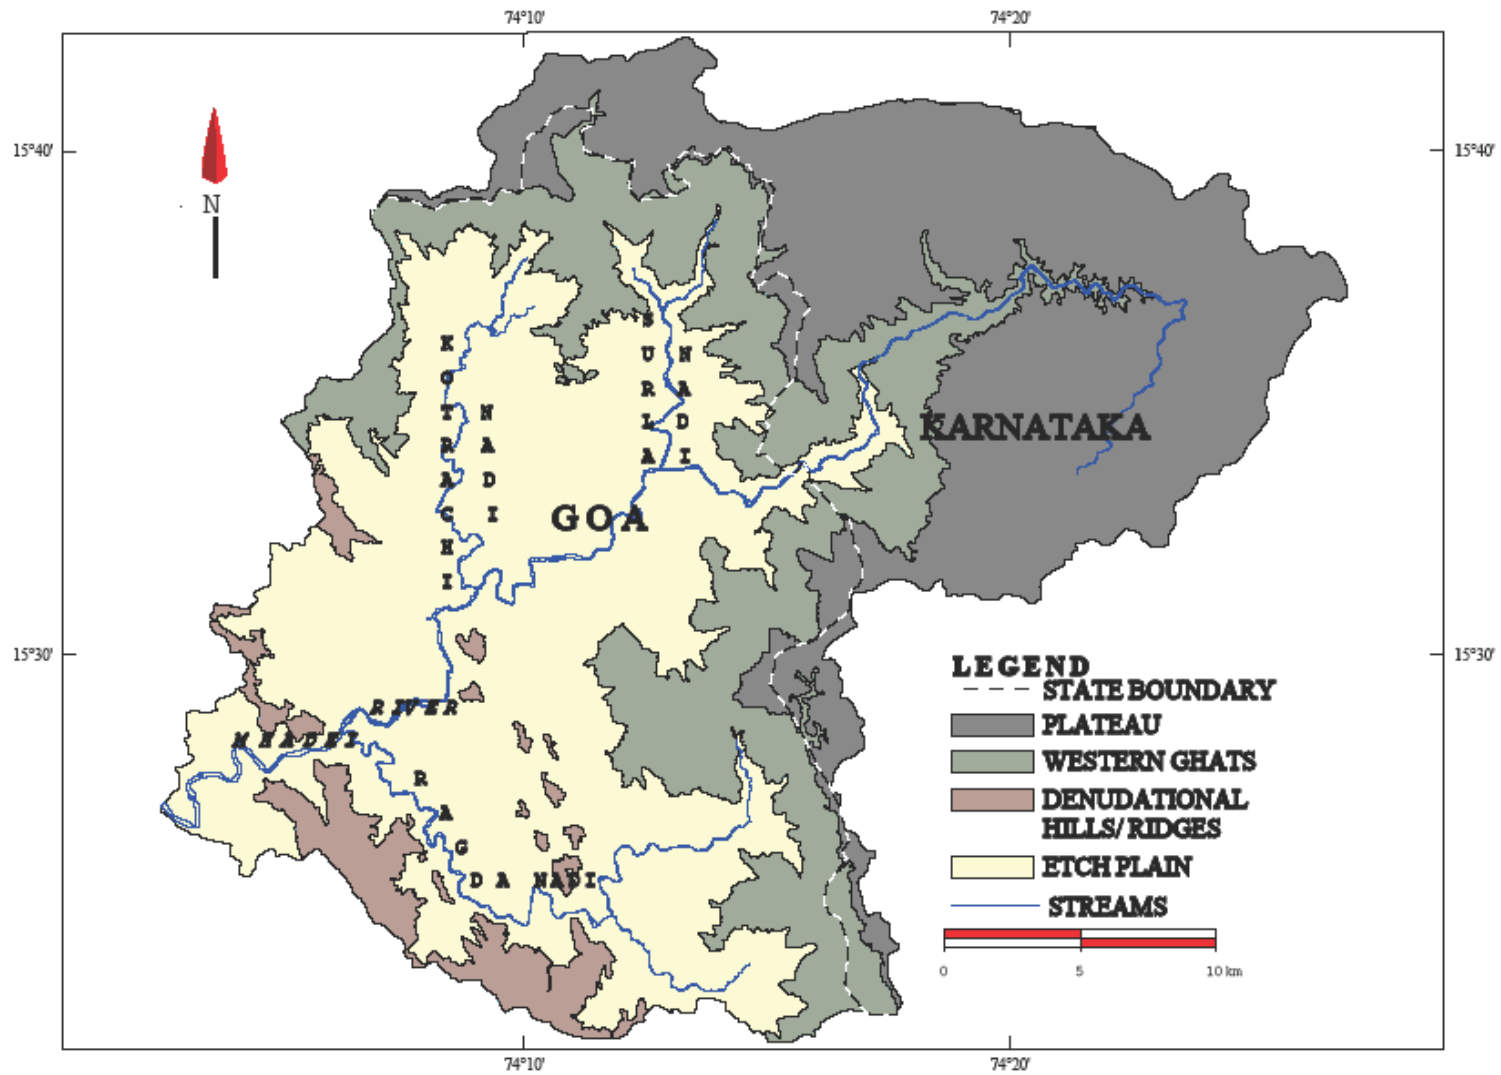 74°10' 74°20'
15°40' 15°40'
N
KOTRACHI NADI
SURLA NADI
KARNATAKA
GOA
15°30' 15°30'
MHADEI RIVER
RAGDA NADI
LEGEND
STATE BOUNDARY
PLATEAU
WESTERN GHATS
DENUDATIONAL
HILLS/RIDGES
ETCH PLAIN
STREAMS
0 5 10 km
74°10' 74°20'